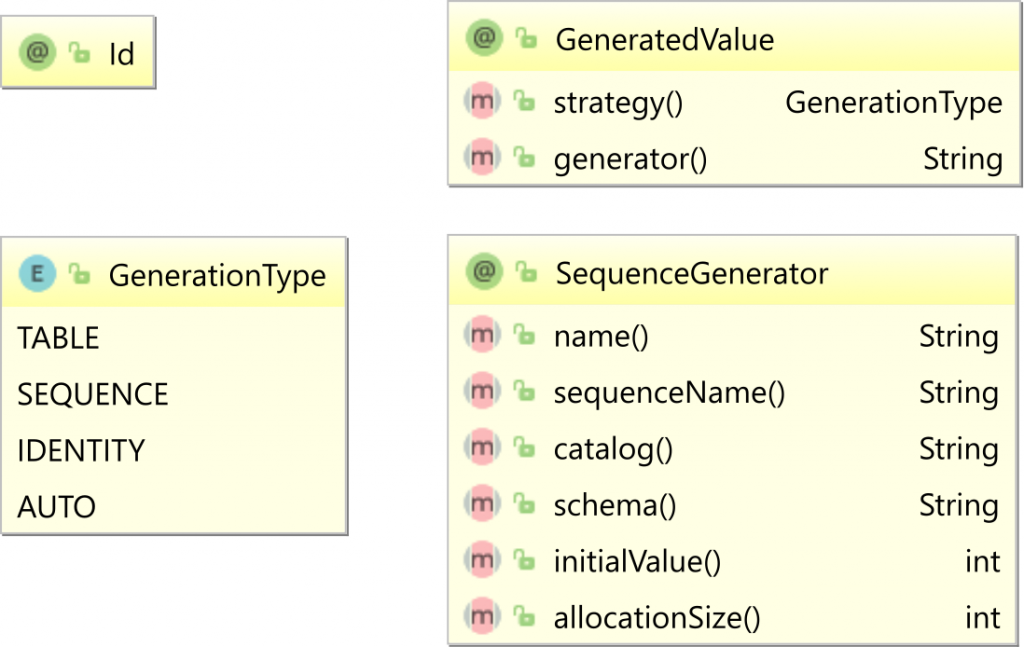 @ Id
@ GeneratedValue
m strategy() GenerationType
m generator() String
E GenerationType
TABLE
SEQUENCE
IDENTITY
AUTO
@ SequenceGenerator
m name() String
m sequenceName() String
m catalog() String
m schema() String
m initialValue() int
m allocationSize() int